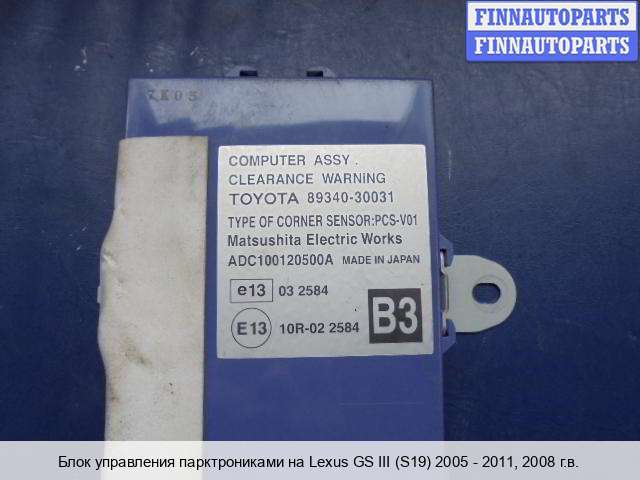 FINNAUTOPARTS
FINNAUTOPARTS
ZK05
COMPUTER ASSY .
CLEARANCE WARNING
TOYOTA 89340-30031
TYPE OF CORNER SENSOR:PCS-V01
Matsushita Electric Works
ADC100120500A MADE IN JAPAN
e13 03 2584
E13 10R-02 2584 B3
Блок управления парктрониками на Lexus GS III (S19) 2005 - 2011, 2008 г.в.